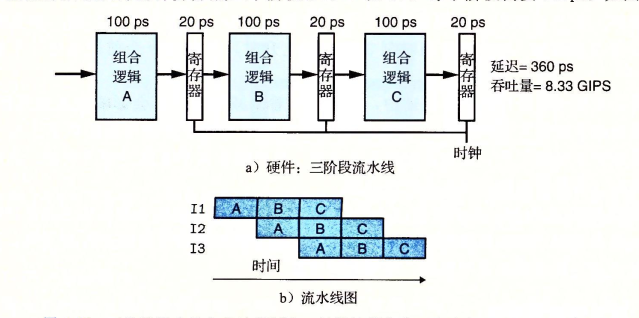 100 ps 20 ps 100 ps 20 ps 100 ps 20 ps
组合逻辑A 寄存器 组合逻辑B 寄存器 组合逻辑C 寄存器
延迟= 360 ps
吞吐量= 8.33 GIPS
时钟
a）硬件：三阶段流水线
I1 A B C
I2 A B C
I3 A B C
时间
b）流水线图